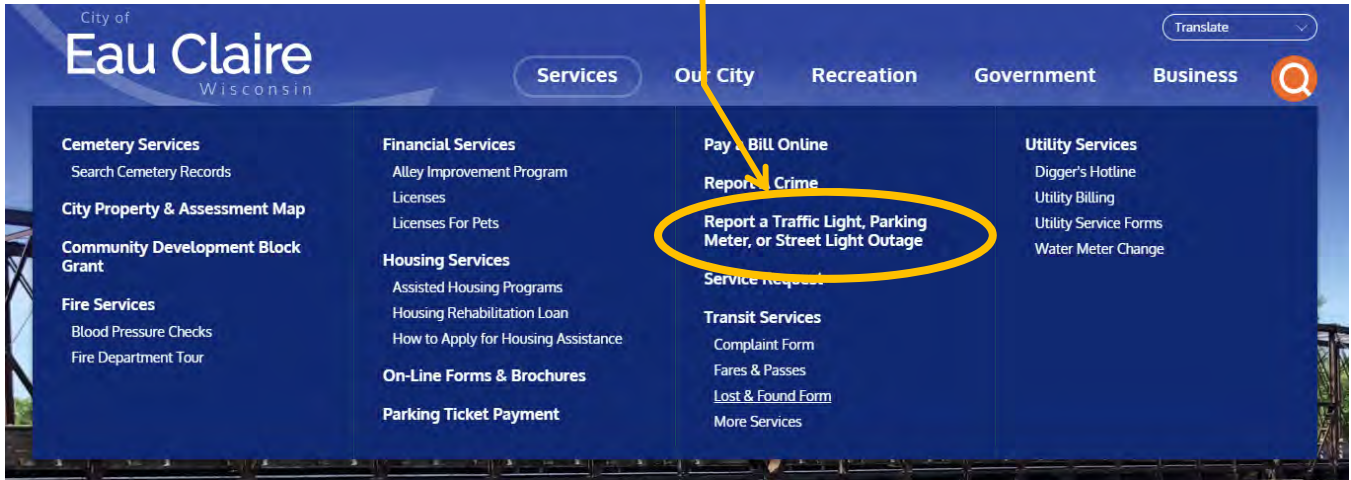 City of
Eau Claire
Wisconsin
Translate
Services
Our City
Recreation
Government
Business
Cemetery Services
Search Cemetery Records
City Property & Assessment Map
Community Development Block
Grant
Fire Services
Blood Pressure Checks
Fire Department Tour
Financial Services
Alley Improvement Program
Licenses
Licenses For Pets
Housing Services
Assisted Housing Programs
Housing Rehabilitation Loan
How to Apply for Housing Assistance
On-Line Forms & Brochures
Parking Ticket Payment
Pay a Bill Online
Report a Crime
Report a Traffic Light, Parking
Meter, or Street Light Outage
Service Request
Transit Services
Complaint Form
Fares & Passes
Lost & Found Form
More Services
Utility Services
Digger's Hotline
Utility Billing
Utility Service Forms
Water Meter Change